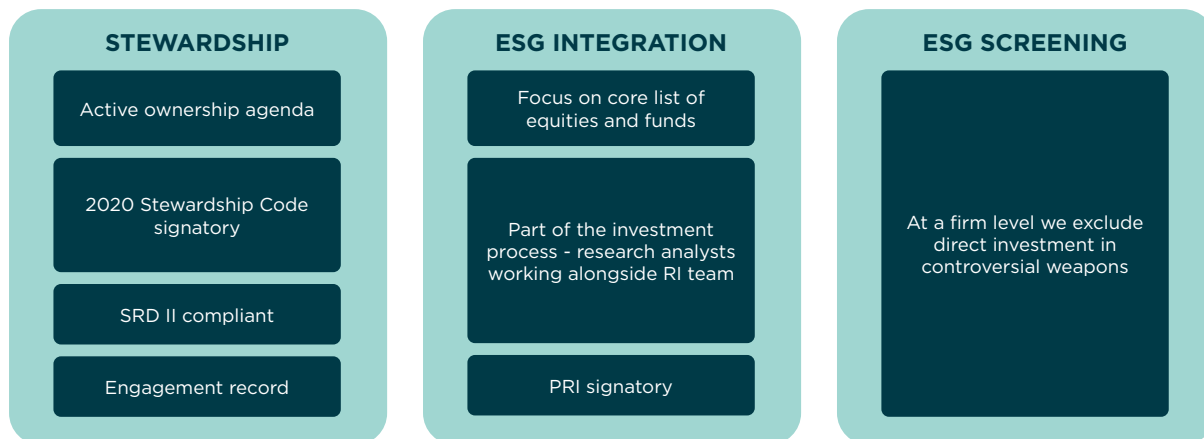 STEWARDSHIP
Active ownership agenda
2020 Stewardship Code
signatory
SRD II compliant
Engagement record
ESG INTEGRATION
Focus on core list of
equities and funds
Part of the investment
process - research analysts
working alongside RI team
PRI signatory
ESG SCREENING
At a firm level we exclude
direct investment in
controversial weapons